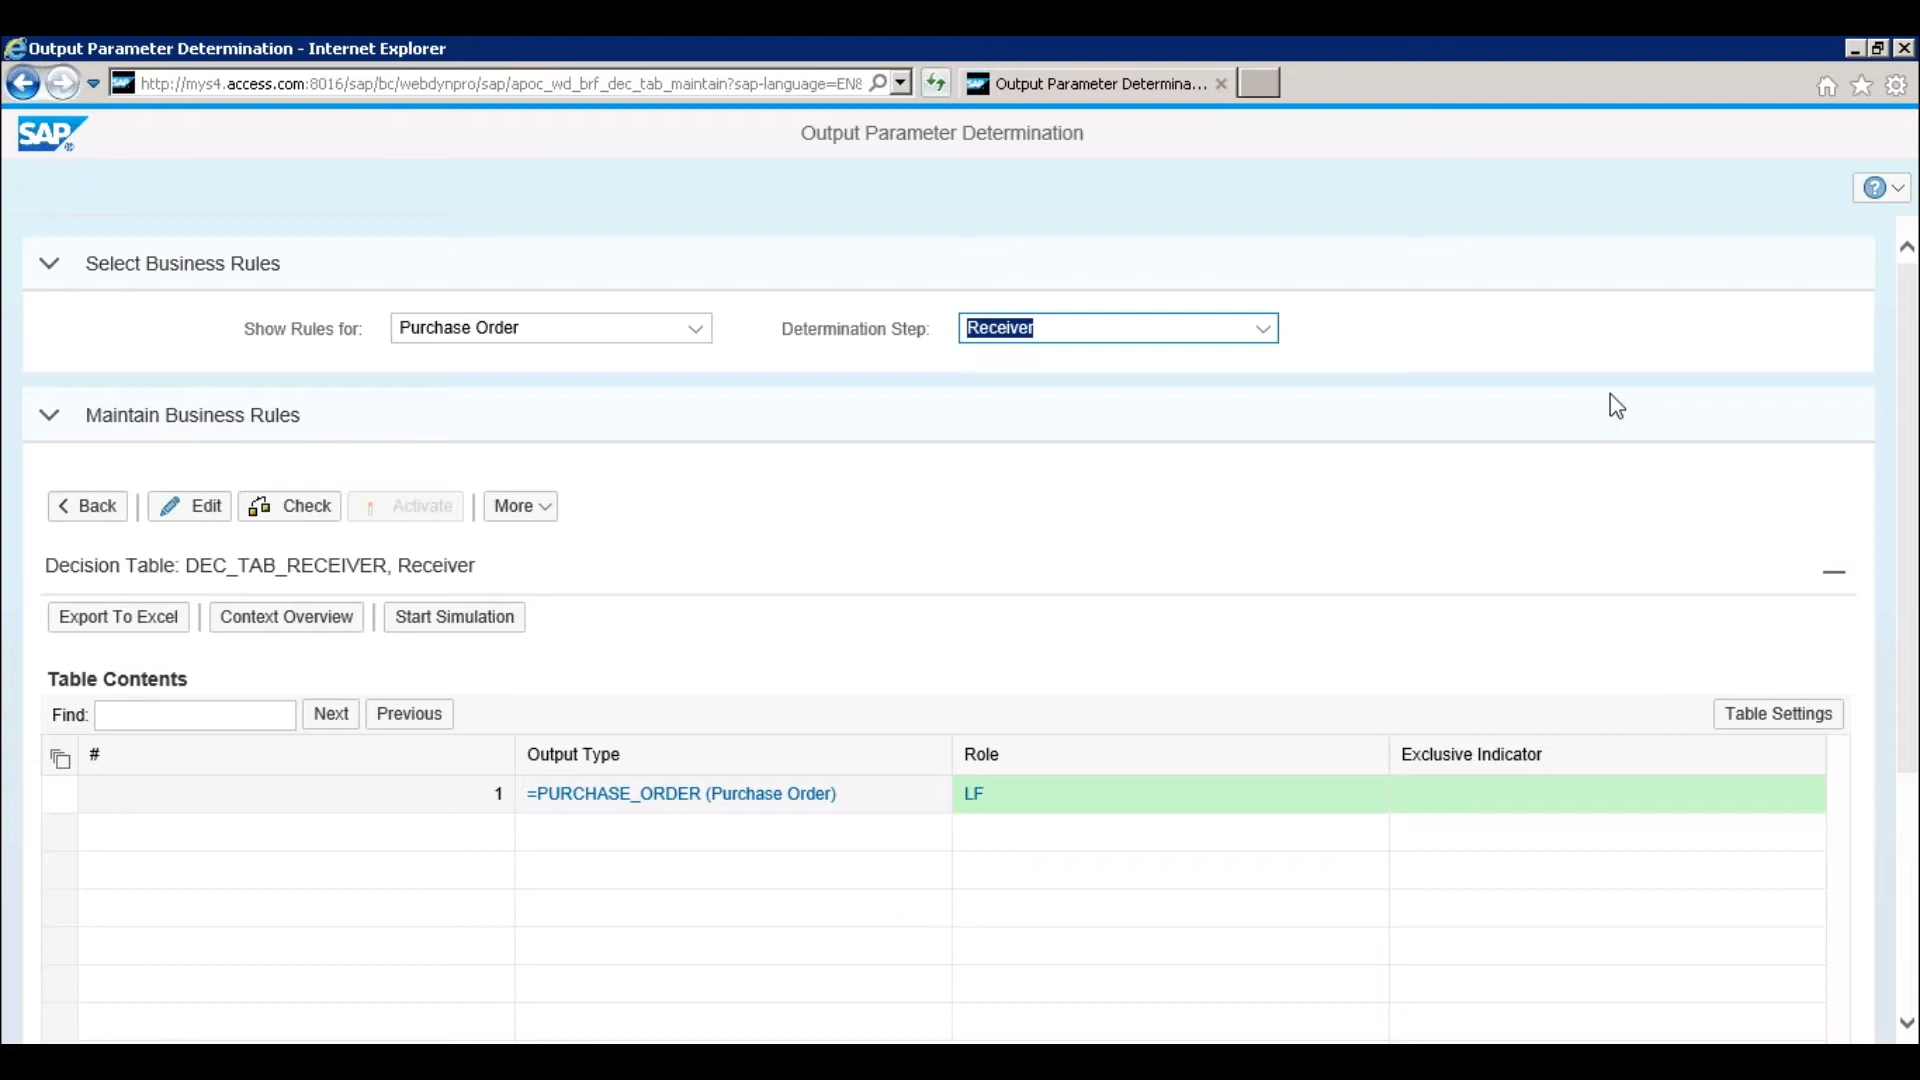 Output Parameter Determination - Internet Explorer
http://mys4.access.com:8016/sap/bc/webdynpro/sap/apoc_wd_brf_dec_tab_maintain?sap-language=EN&
Output Parameter Determina...
SAP
Output Parameter Determination
Select Business Rules
Show Rules for: Purchase Order Determination Step: Receiver
Maintain Business Rules
Back Edit Check Activate More
Decision Table: DEC_TAB_RECEIVER, Receiver
Export To Excel Context Overview Start Simulation
Table Contents
Find: Next Previous Table Settings
# Output Type Role Exclusive Indicator
1 =PURCHASE_ORDER (Purchase Order) LF